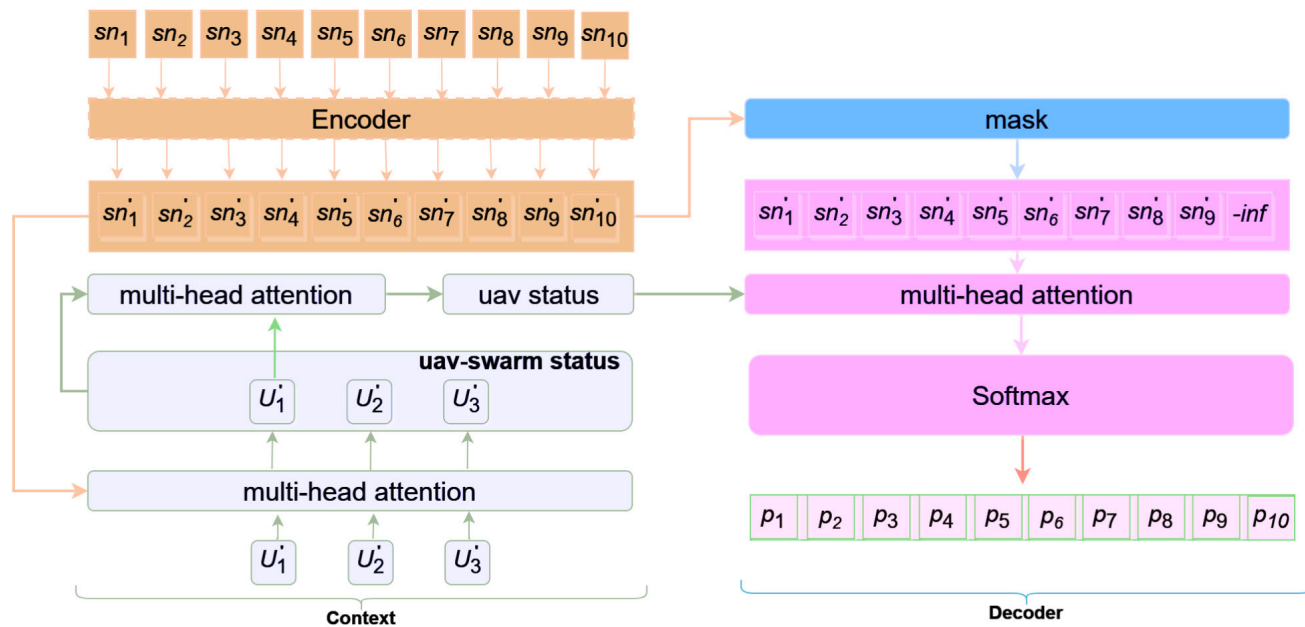 sn1 sn2 sn3 sn4 sn5 sn6 sn7 sn8 sn9 sn10
Encoder
sn'1 sn'2 sn'3 sn'4 sn'5 sn'6 sn'7 sn'8 sn'9 sn'10
multi-head attention
uav status
uav-swarm status
U'1 U'2 U'3
multi-head attention
U'1 U'2 U'3
Context
mask
sn'1 sn'2 sn'3 sn'4 sn'5 sn'6 sn'7 sn'8 sn'9 -inf
multi-head attention
Softmax
p1 p2 p3 p4 p5 p6 p7 p8 p9 p10
Decoder